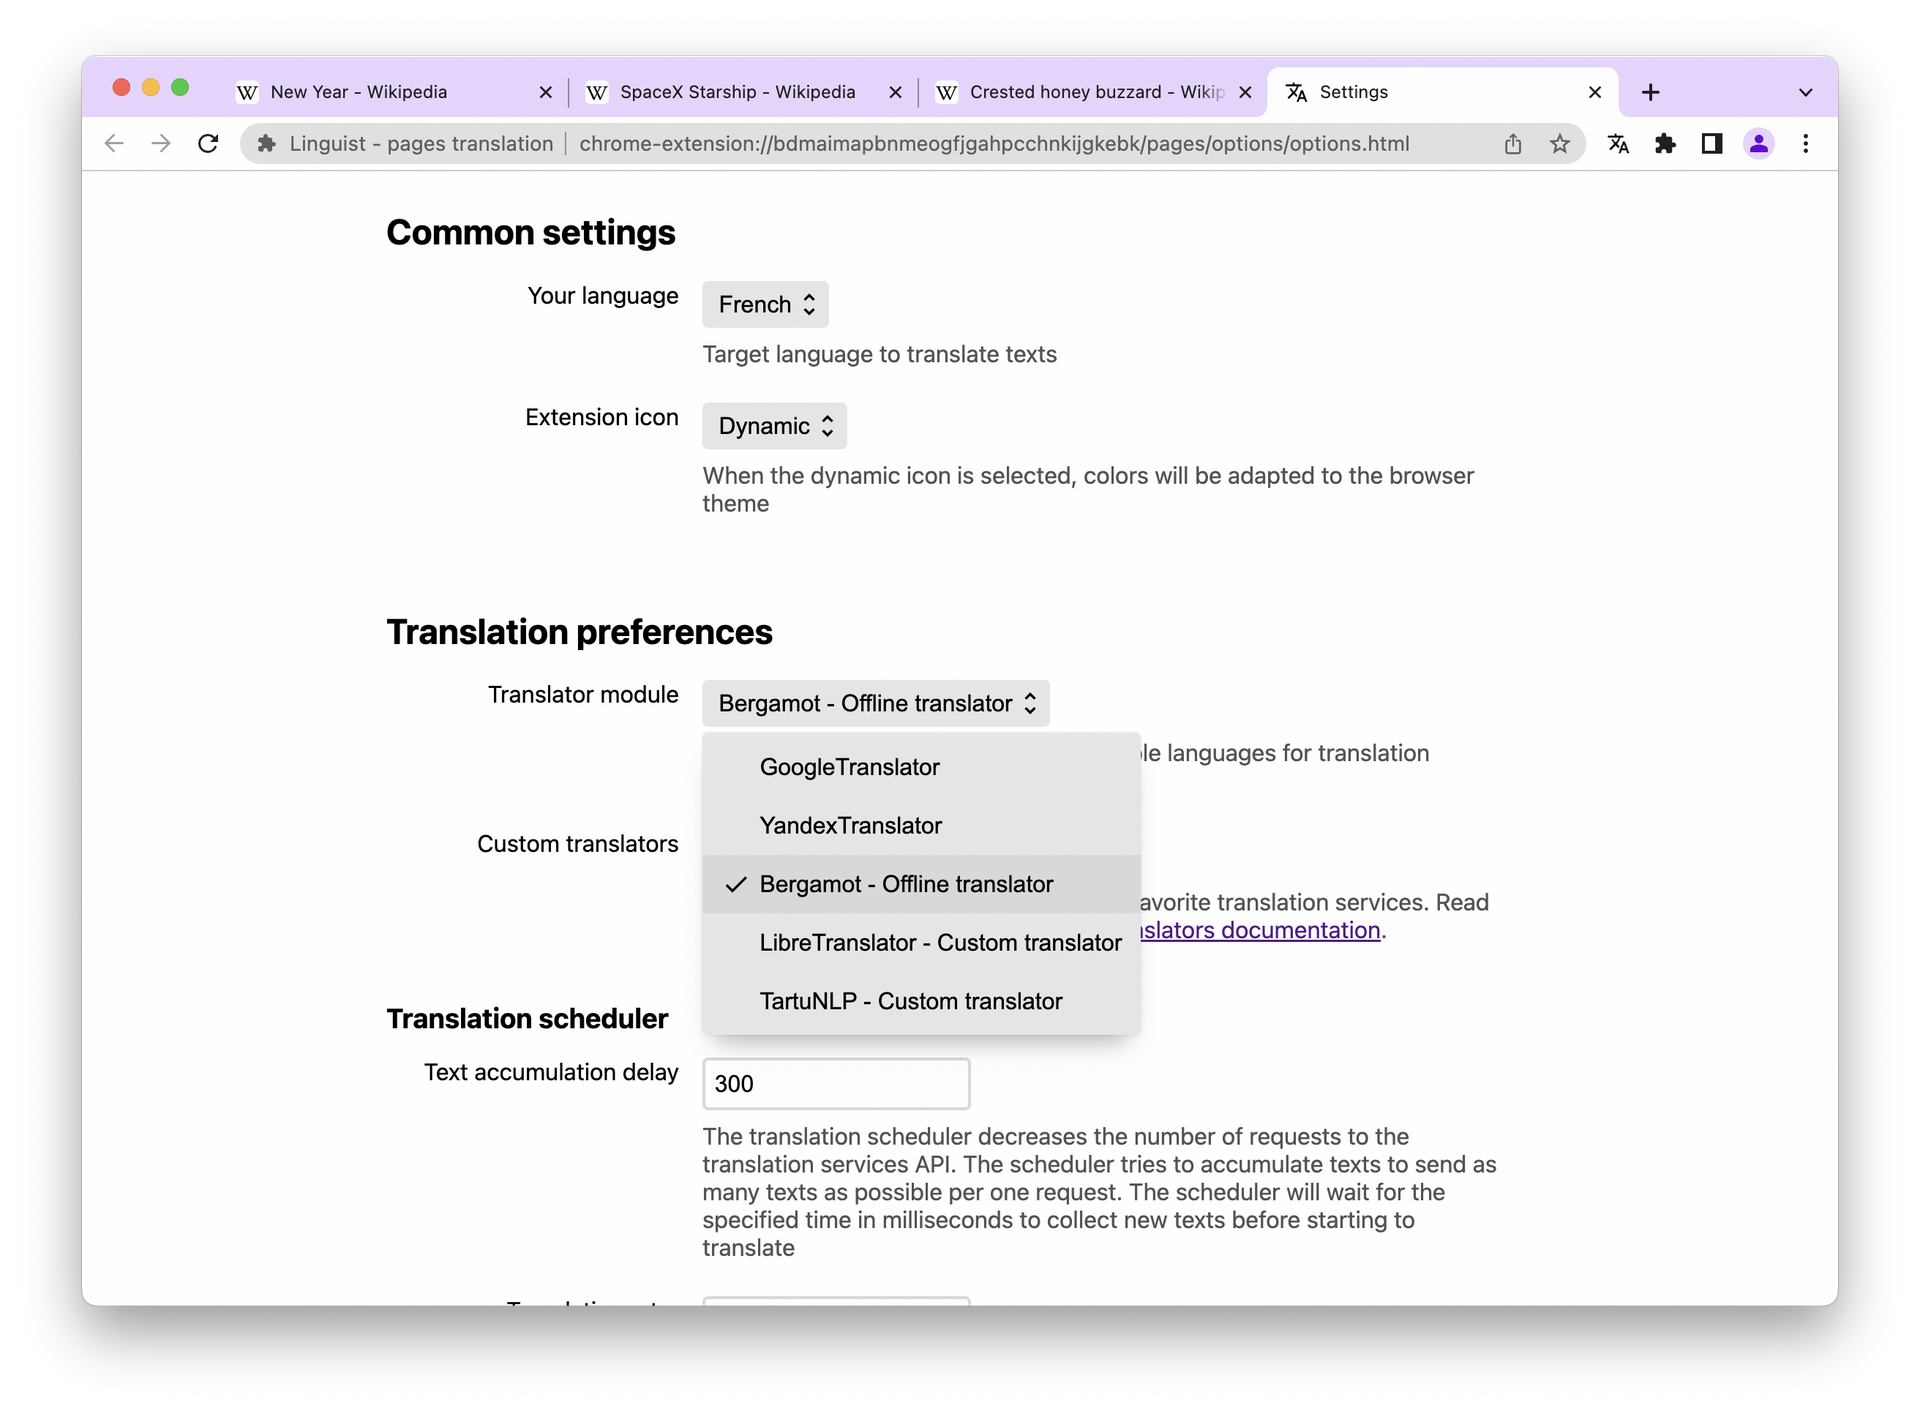 New Year - Wikipedia
SpaceX Starship - Wikipedia
Crested honey buzzard - Wikip
Settings
Linguist - pages translation
chrome-extension://bdmaimapbnmeogfjgahpcchnkijgkebk/pages/options/options.html
Common settings
Your language
French
Target language to translate texts
Extension icon
Dynamic
When the dynamic icon is selected, colors will be adapted to the browser
theme
Translation preferences
Translator module
Bergamot - Offline translator
languages for translation
GoogleTranslator
YandexTranslator
Custom translators
Bergamot - Offline translator
avorite translation services. Read
slators documentation.
LibreTranslator - Custom translator
TartuNLP - Custom translator
Translation scheduler
Text accumulation delay
300
The translation scheduler decreases the number of requests to the
translation services API. The scheduler tries to accumulate texts to send as
many texts as possible per one request. The scheduler will wait for the
specified time in milliseconds to collect new texts before starting to
translate